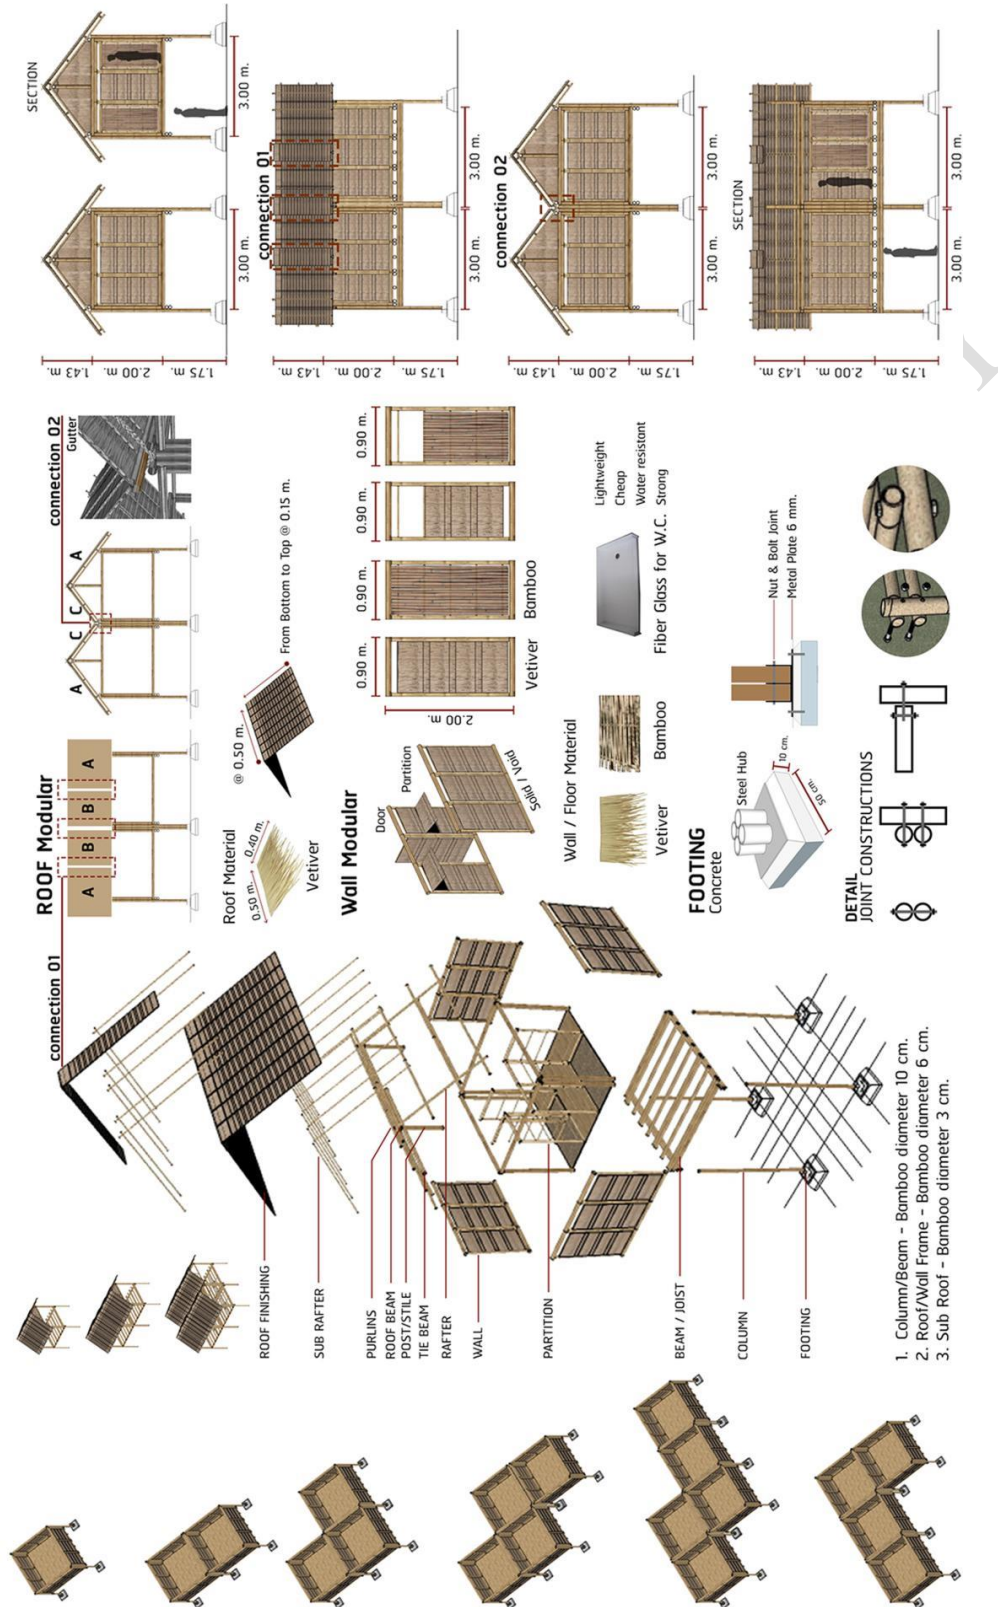 ROOF FINISHING
SUB RAFTER
PURLINS
ROOF BEAM
POST/STILE
TIE BEAM
RAFTER
WALL
PARTITION
BEAM / JOIST
COLUMN
FOOTING
1. Column/Beam - Bamboo diameter 10 cm.
2. Roof/Wall Frame - Bamboo diameter 6 cm.
3. Sub Roof - Bamboo diameter 3 cm.
connection 01
connection 02
ROOF Modular
A B B A
A C C A
Gutter
Roof Material
0.50 m.
0.40 m.
Vetiver
@ 0.50 m.
From Bottom to Top @ 0.15 m.
Wall Modular
Door
Partition
Solid / Void
2.00 m.
0.90 m.
0.90 m.
0.90 m.
0.90 m.
Vetiver
Bamboo
Wall / Floor Material
Vetiver
Bamboo
Fiber Glass for W.C.
Lightweight
Cheap
Water resistant
Strong
FOOTING
Concrete
Steel Hub
10 cm.
50 cm.
Nut & Bolt Joint
Metal Plate 6 mm.
DETAIL
JOINT CONSTRUCTIONS
SECTION
1.43 m.
2.00 m.
1.75 m.
3.00 m.
3.00 m.
connection 01
1.43 m.
2.00 m.
1.75 m.
3.00 m.
3.00 m.
connection 02
1.43 m.
2.00 m.
1.75 m.
3.00 m.
3.00 m.
SECTION
1.43 m.
2.00 m.
1.75 m.
3.00 m.
3.00 m.